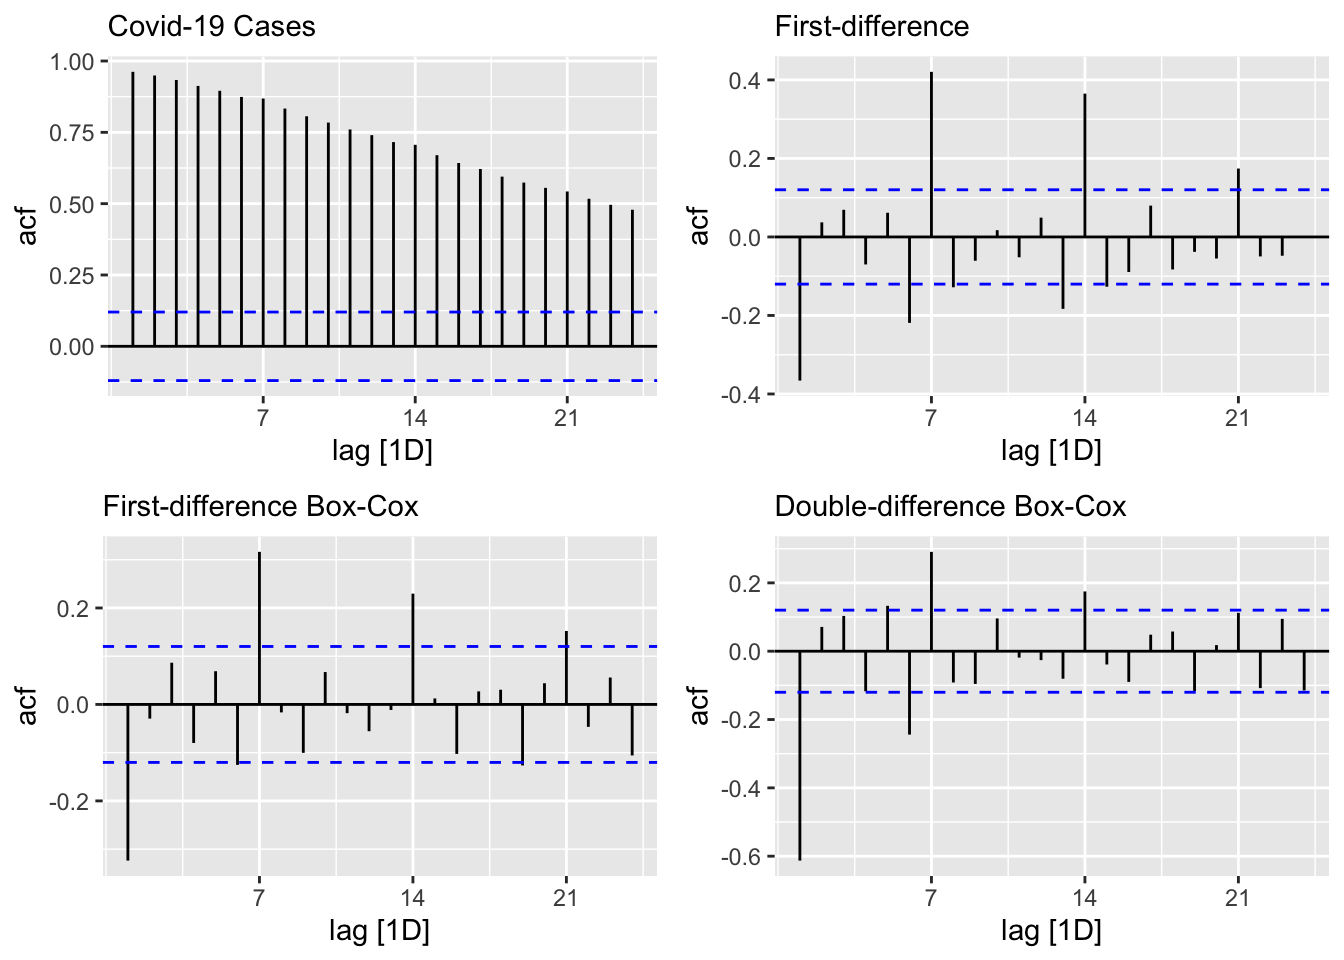 Covid-19 Cases
1.00
0.75
0.50
0.25
0.00
acf
7 14 21
lag [1D]
First-difference
0.4
0.2
0.0
-0.2
-0.4
acf
7 14 21
lag [1D]
First-difference Box-Cox
0.2
0.0
-0.2
acf
7 14 21
lag [1D]
Double-difference Box-Cox
0.2
0.0
-0.2
-0.4
-0.6
acf
7 14 21
lag [1D]